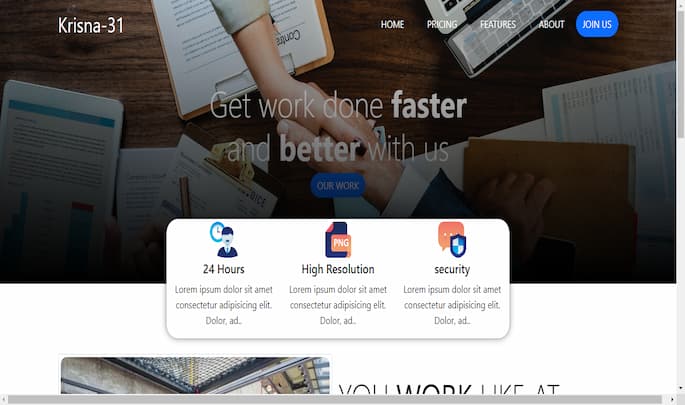 Krisna-31
HOME PRICING FEATURES ABOUT JOIN US
Contra
Get work done faster
and better with us
INVOICE
OUR WORK
PNG
24 Hours
Lorem ipsum dolor sit amet
consectetur adipisicing elit.
Dolor, ad..
High Resolution
Lorem ipsum dolor sit amet
consectetur adipisicing elit.
Dolor, ad..
security
Lorem ipsum dolor sit amet
consectetur adipisicing elit.
Dolor, ad..
YOU WORK LIKE AT